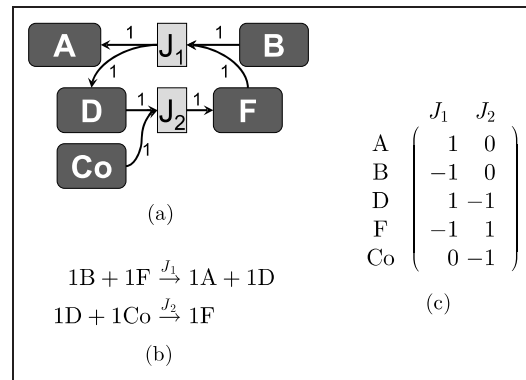 A 1 J₁ 1 B
1 1
D 1 J₂ 1 F
1
Co
(a)
1B + 1F →^{J₁} 1A + 1D
1D + 1Co →^{J₂} 1F
(b)
J₁ J₂
A 1 0
B −1 0
D 1 −1
F −1 1
Co 0 −1
(c)